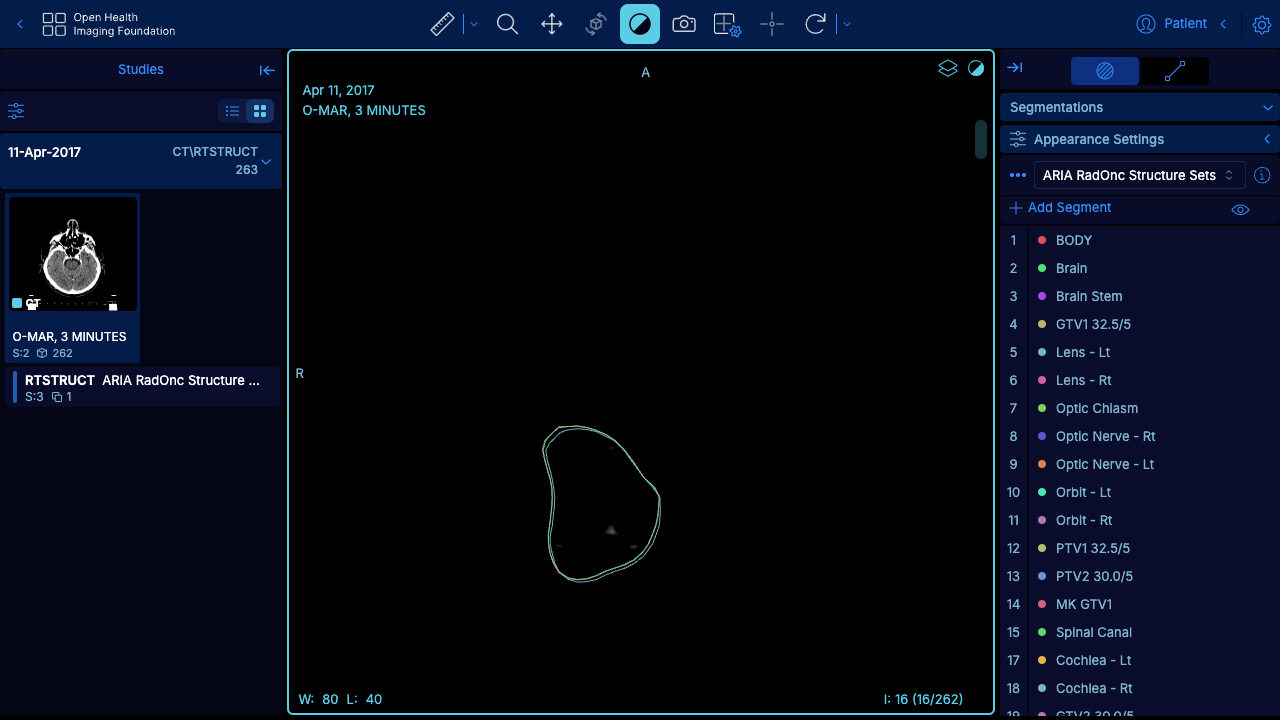 Open Health
Imaging Foundation
Patient
Studies
11-Apr-2017
CT\RTSTRUCT
263
CT
O-MAR, 3 MINUTES
S:2 262
RTSTRUCT ARIA RadOnc Structure ...
S:3 1
A
Apr 11, 2017
O-MAR, 3 MINUTES
R
W: 80 L: 40
I: 16 (16/262)
Segmentations
Appearance Settings
ARIA RadOnc Structure Sets
Add Segment
1 BODY
2 Brain
3 Brain Stem
4 GTV1 32.5/5
5 Lens - Lt
6 Lens - Rt
7 Optic Chiasm
8 Optic Nerve - Rt
9 Optic Nerve - Lt
10 Orbit - Lt
11 Orbit - Rt
12 PTV1 32.5/5
13 PTV2 30.0/5
14 MK GTV1
15 Spinal Canal
17 Cochlea - Lt
18 Cochlea - Rt
19 GTV2 30.0/5